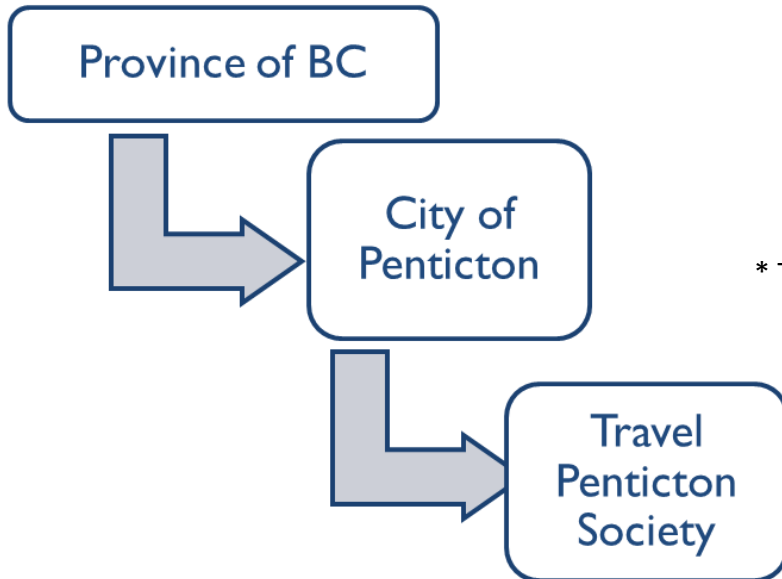 Province of BC
City of
Penticton
*
Travel
Penticton
Society